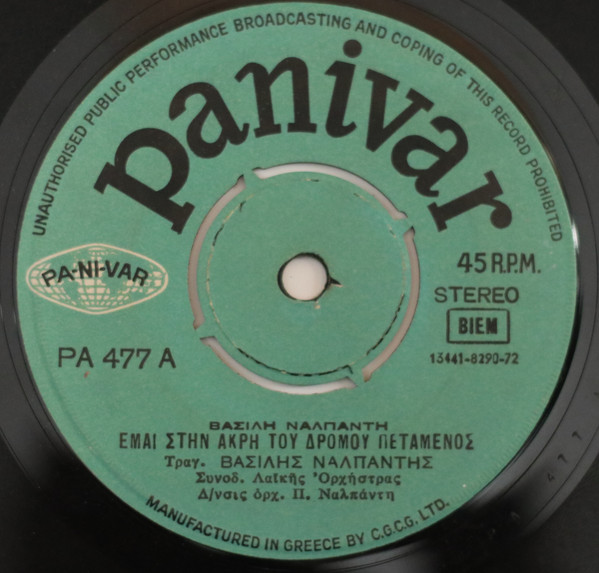 UNAUTHORISED PUBLIC PERFORMANCE BROADCASTING AND COPING OF THIS RECORD PROHIBITED
panivar
PA-NI-VAR
45 R.P.M.
STEREO
BIEM
PA 477 A
13441-8290-72
ΒΑΣΙΛΗ ΝΑΛΠΑΝΤΗ
ΕΜΑΙ ΣΤΗΝ ΑΚΡΗ ΤΟΥ ΔΡΟΜΟΥ ΠΕΤΑΜΕΝΟΣ
Τραγ. ΒΑΣΙΛΗΣ ΝΑΛΠΑΝΤΗΣ
Συνοδ. Λαϊκῆς Ὀρχήστρας
Δ/νσις ὀρχ. Π. Ναλπάντη
MANUFACTURED IN GREECE BY C.G.C.G. LTD.